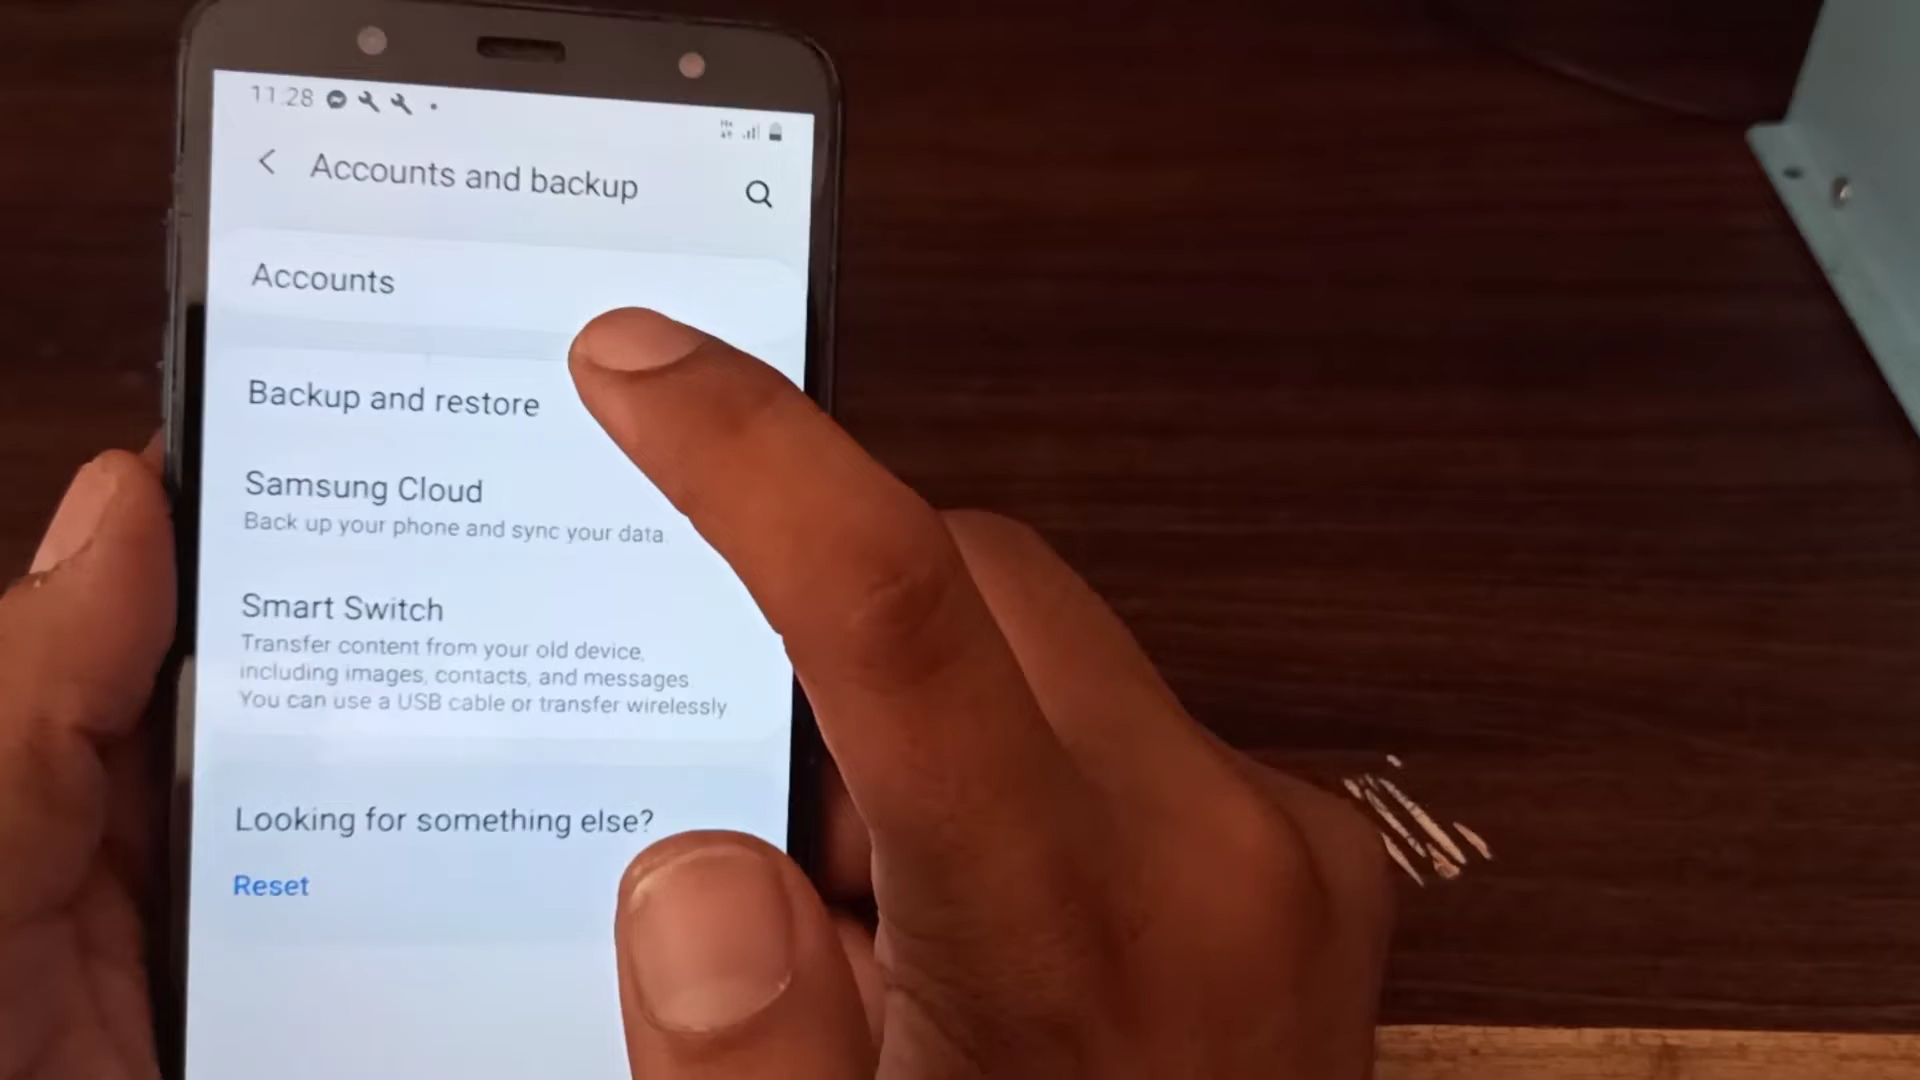 11:28
Accounts and backup
Accounts
Backup and restore
Samsung Cloud
Back up your phone and sync your data.
Smart Switch
Transfer content from your old device,
including images, contacts, and messages.
You can use a USB cable or transfer wirelessly.
Looking for something else?
Reset